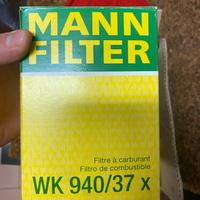 MANN
FILTER
Filtre à carburant
Filtro de combustible
WK 940/37 x